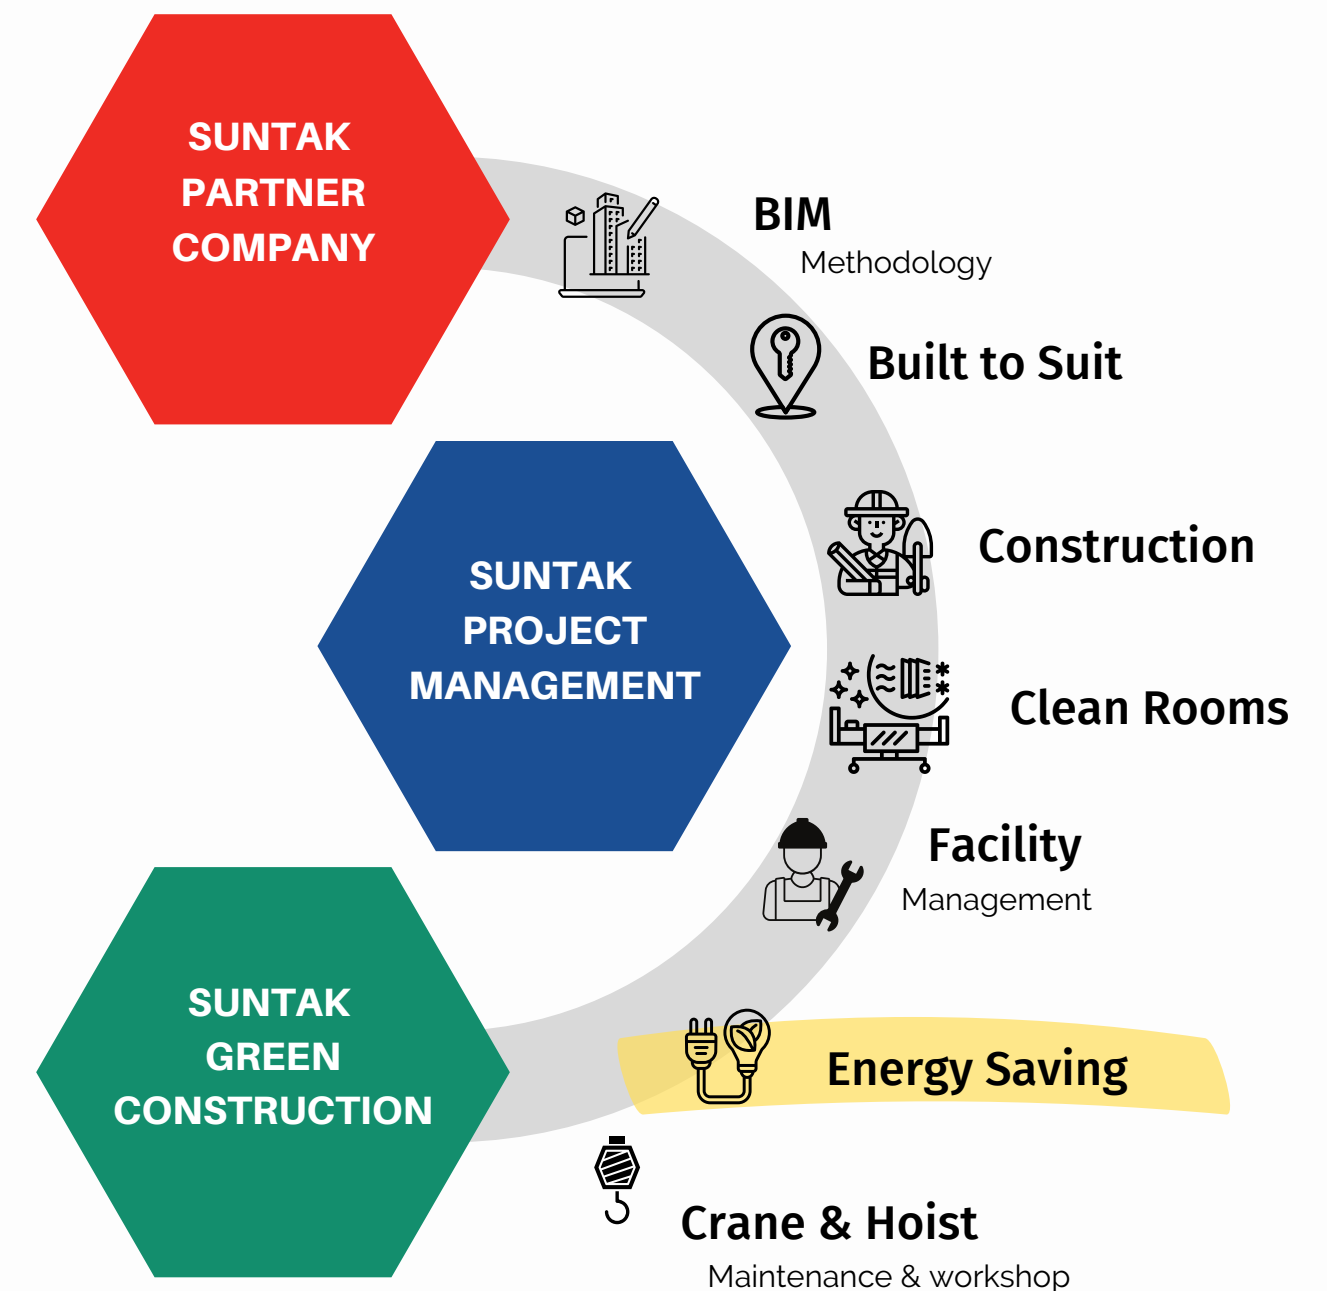 SUNTAK
PARTNER
COMPANY
BIM
Methodology
Built to Suit
SUNTAK
PROJECT
MANAGEMENT
Construction
Clean Rooms
Facility
Management
SUNTAK
GREEN
CONSTRUCTION
Energy Saving
Crane & Hoist
Maintenance & workshop